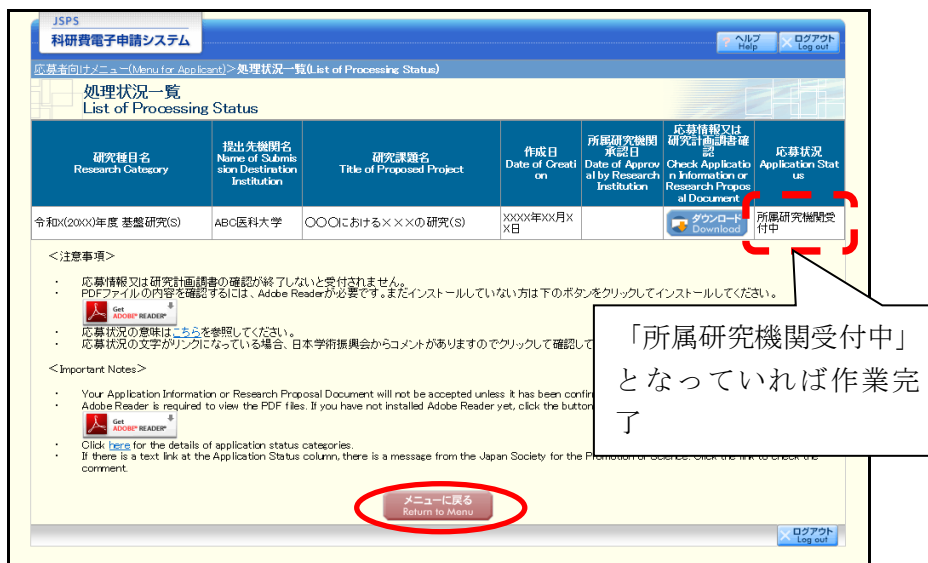 JSPS
科研費電子申請システム
? ヘルプ
Help
× ログアウト
Log out
応募者向けメニュー(Menu for Applicant)>処理状況一覧(List of Processing Status)
処理状況一覧
List of Processing Status
研究種目名
Research Category
提出先機関名
Name of Submis
sion Destination
Institution
研究課題名
Title of Proposed Project
作成日
Date of Creati
on
所属研究機関
承認日
Date of Approv
al by Research
Institution
応募情報又は
研究計画調書確
認
Check Applicatio
n Information or
Research Propos
al Document
応募状況
Application Stat
us
令和X(20XX)年度 基盤研究(S)
ABC医科大学
〇〇〇における×××の研究(S)
XXXX年XX月X
X日
ダウンロード
Download
所属研究機関受
付中
<注意事項>
・ 応募情報又は研究計画調書の確認が終了しないと受付されません。
・ PDFファイルの内容を確認するには、Adobe Readerが必要です。まだインストールしていない方は下のボタンをクリックしてインストールしてください。
Get
ADOBE® READER®
・ 応募状況の意味はこちらを参照してください。
・ 応募状況の文字がリンクになっている場合、日本学術振興会からコメントがありますのでクリックして確認して
<Important Notes>
・ Your Application Information or Research Proposal Document will not be accepted unless it has been confir
・ Adobe Reader is required to view the PDF files. If you have not installed Adobe Reader yet, click the button
Get
ADOBE® READER®
・ Click here for the details of application status categories.
・ If there is a text link at the Application Status column, there is a message from the Japan Society for the Promotion of Science. Click the link to check the
comment.
「所属研究機関受付中」
となっていれば作業完
了
メニューに戻る
Return to Menu
× ログアウト
Log out